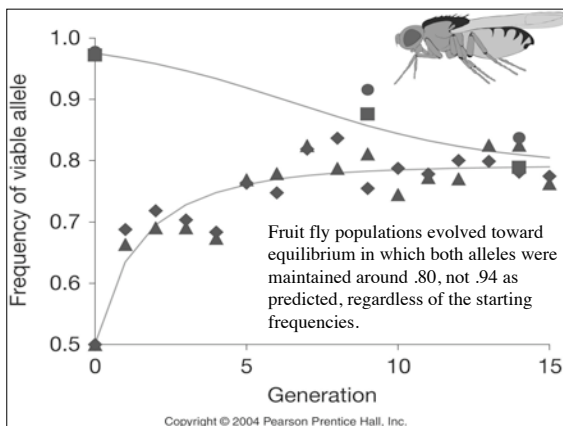 1.0
0.9
0.8
0.7
0.6
0.5
Frequency of viable allele
Fruit fly populations evolved toward
equilibrium in which both alleles were
maintained around .80, not .94 as
predicted, regardless of the starting
frequencies.
0 5 10 15
Generation
Copyright © 2004 Pearson Prentice Hall, Inc.